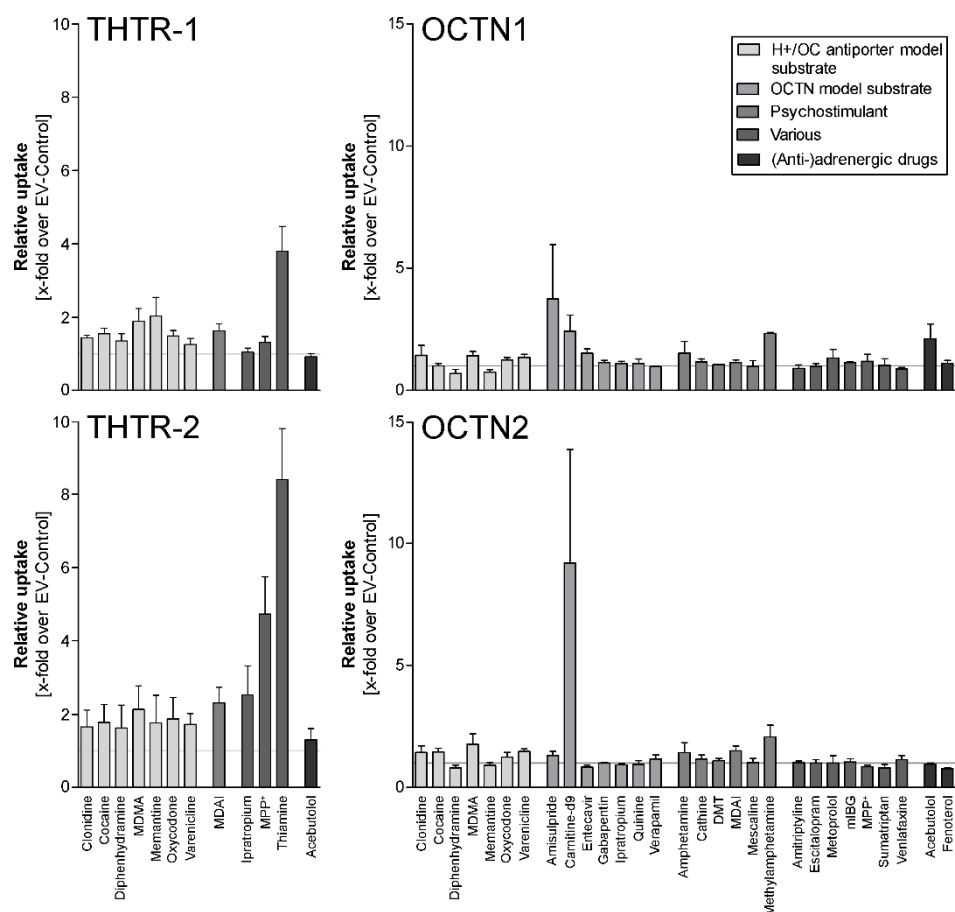 THTR-1
Relative uptake
[x-fold over EV-Control]
10
8
6
4
2
0
OCTN1
Relative uptake
[x-fold over EV-Control]
15
10
5
0
H+/OC antiporter model
substrate
OCTN model substrate
Psychostimulant
Various
(Anti-)adrenergic drugs
THTR-2
Relative uptake
[x-fold over EV-Control]
10
8
6
4
2
0
Clonidine
Cocaine
Diphenhydramine
MDMA
Memantine
Oxycodone
Varenicline
MDAI
Ipratropium
MPP⁺
Thiamine
Acebutolol
OCTN2
Relative uptake
[x-fold over EV-Control]
15
10
5
0
Clonidine
Cocaine
Diphenhydramine
MDMA
Memantine
Oxycodone
Varenicline
Amisulpride
Carnitine-d9
Entecavir
Gabapentin
Ipratropium
Quinine
Verapamil
Amphetamine
Cathine
DMT
MDAI
Mescaline
Methylamphetamine
Amitriptyline
Escitalopram
Metoprolol
mIBG
MPP⁺
Sumatriptan
Venlafaxine
Acebutolol
Fenoterol